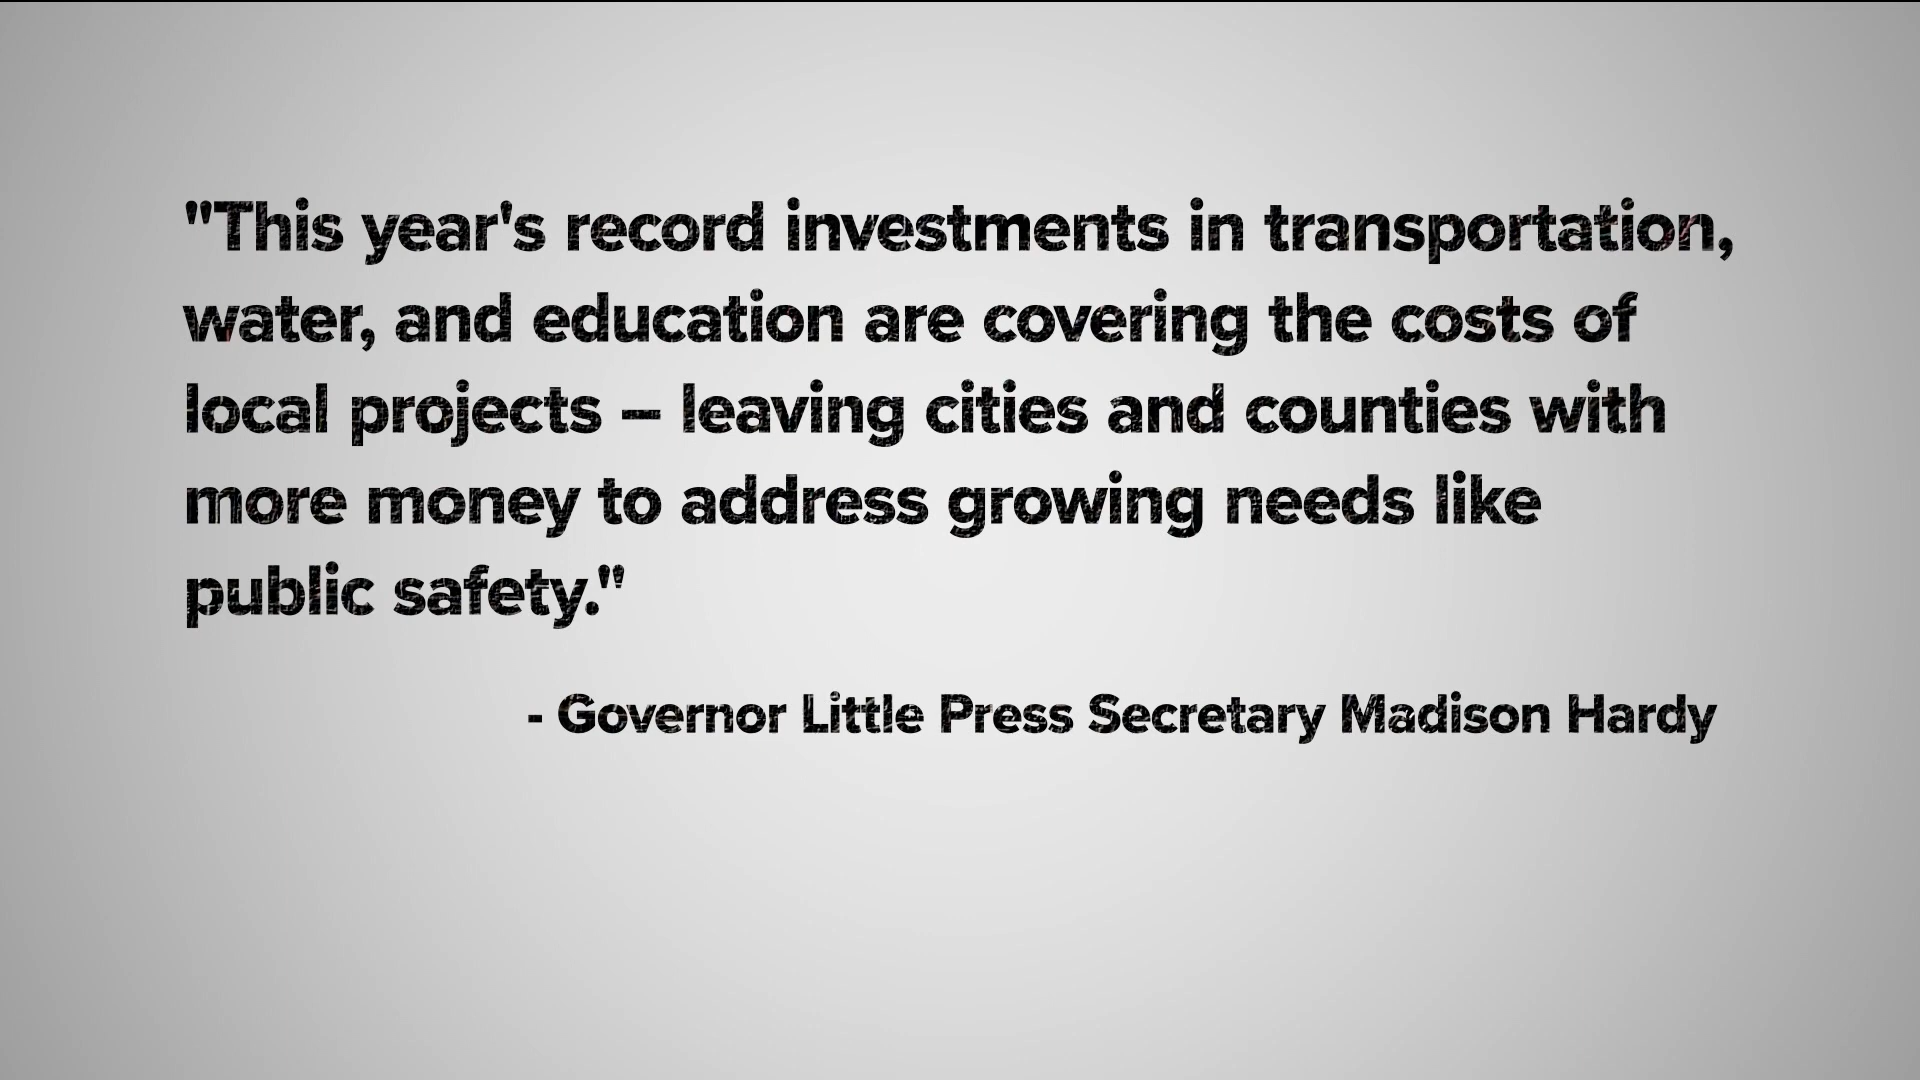 "This year's record investments in transportation,
water, and education are covering the costs of
local projects – leaving cities and counties with
more money to address growing needs like
public safety."
- Governor Little Press Secretary Madison Hardy